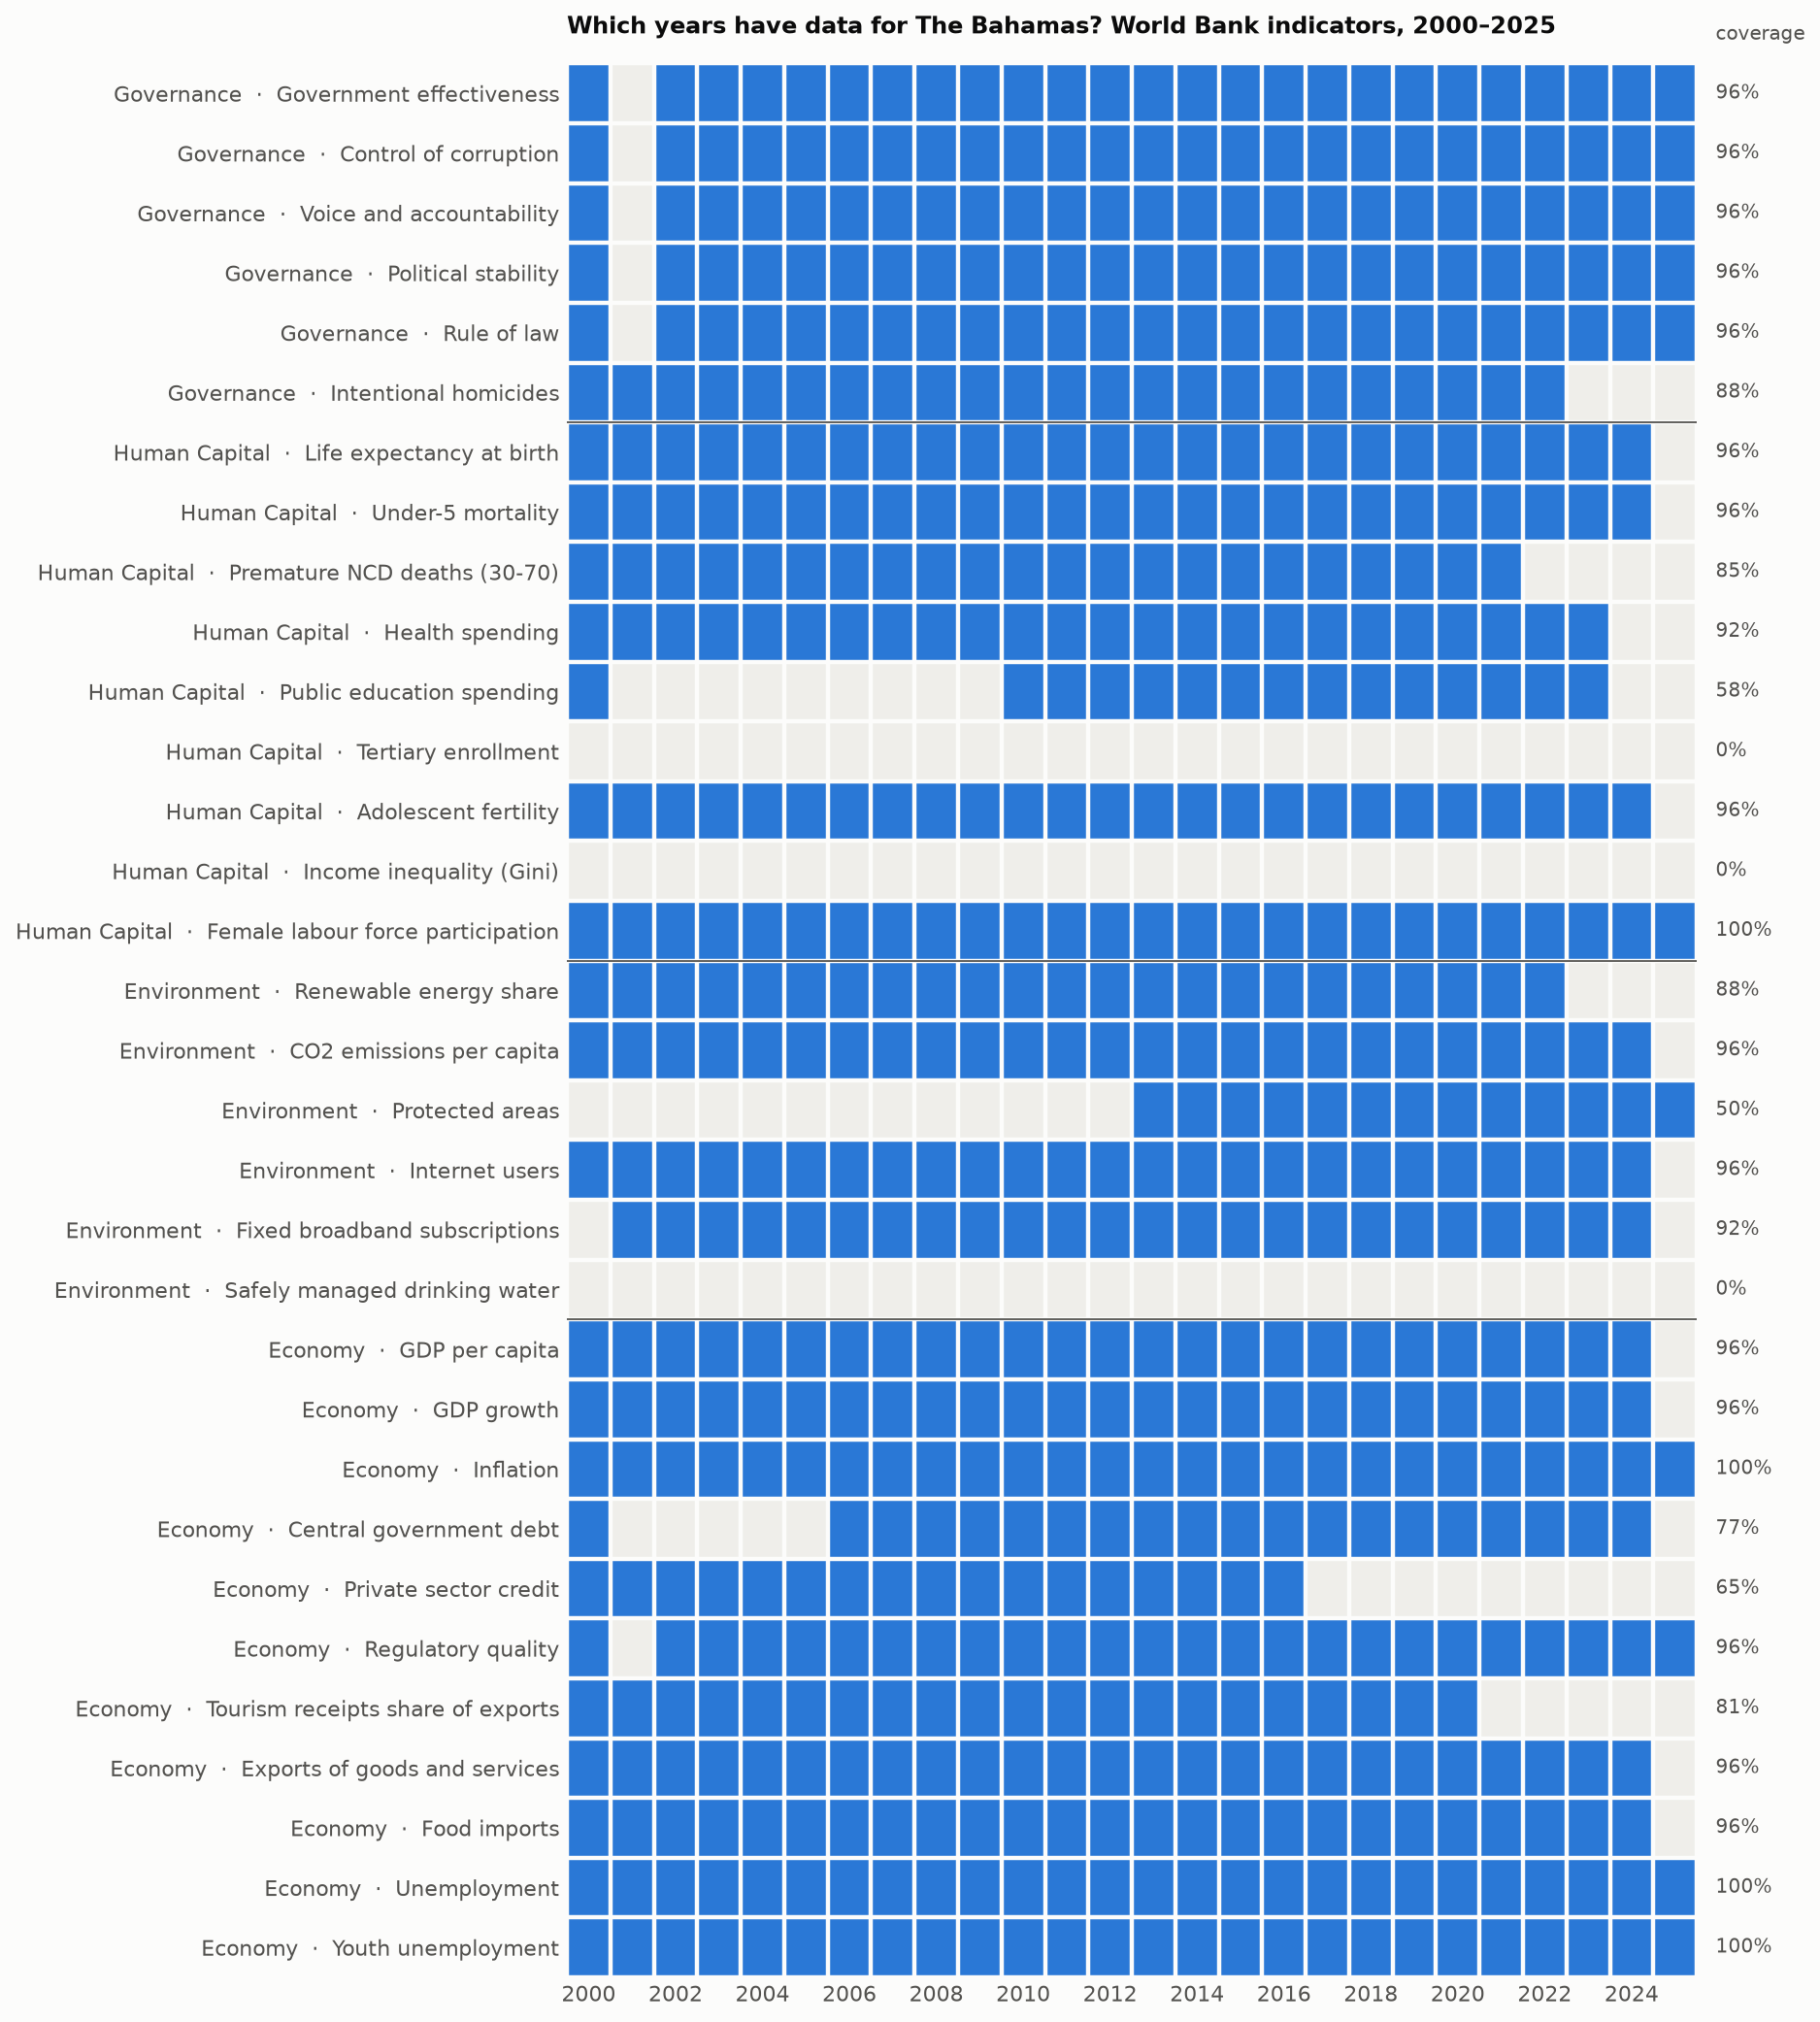 Which years have data for The Bahamas? World Bank indicators, 2000–2025
coverage
Governance · Government effectiveness 96%
Governance · Control of corruption 96%
Governance · Voice and accountability 96%
Governance · Political stability 96%
Governance · Rule of law 96%
Governance · Intentional homicides 88%
Human Capital · Life expectancy at birth 96%
Human Capital · Under-5 mortality 96%
Human Capital · Premature NCD deaths (30-70) 85%
Human Capital · Health spending 92%
Human Capital · Public education spending 58%
Human Capital · Tertiary enrollment 0%
Human Capital · Adolescent fertility 96%
Human Capital · Income inequality (Gini) 0%
Human Capital · Female labour force participation 100%
Environment · Renewable energy share 88%
Environment · CO2 emissions per capita 96%
Environment · Protected areas 50%
Environment · Internet users 96%
Environment · Fixed broadband subscriptions 92%
Environment · Safely managed drinking water 0%
Economy · GDP per capita 96%
Economy · GDP growth 96%
Economy · Inflation 100%
Economy · Central government debt 77%
Economy · Private sector credit 65%
Economy · Regulatory quality 96%
Economy · Tourism receipts share of exports 81%
Economy · Exports of goods and services 96%
Economy · Food imports 96%
Economy · Unemployment 100%
Economy · Youth unemployment 100%
2000 2002 2004 2006 2008 2010 2012 2014 2016 2018 2020 2022 2024